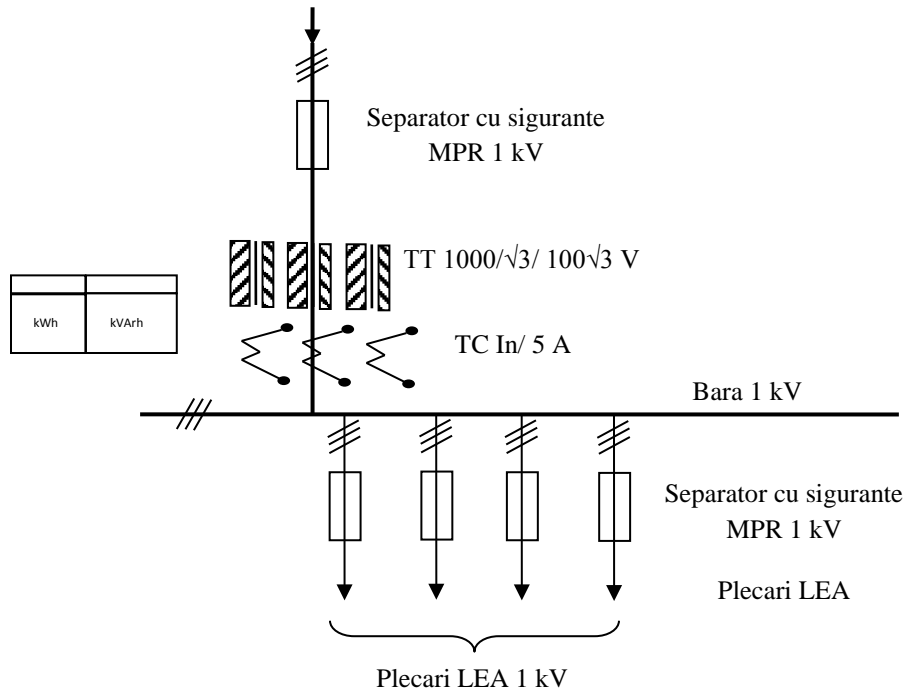 Separator cu sigurante
MPR 1 kV
TT 1000/√3/ 100√3 V
kWh
kVArh
TC In/ 5 A
Bara 1 kV
Separator cu sigurante
MPR 1 kV
Plecari LEA
Plecari LEA 1 kV